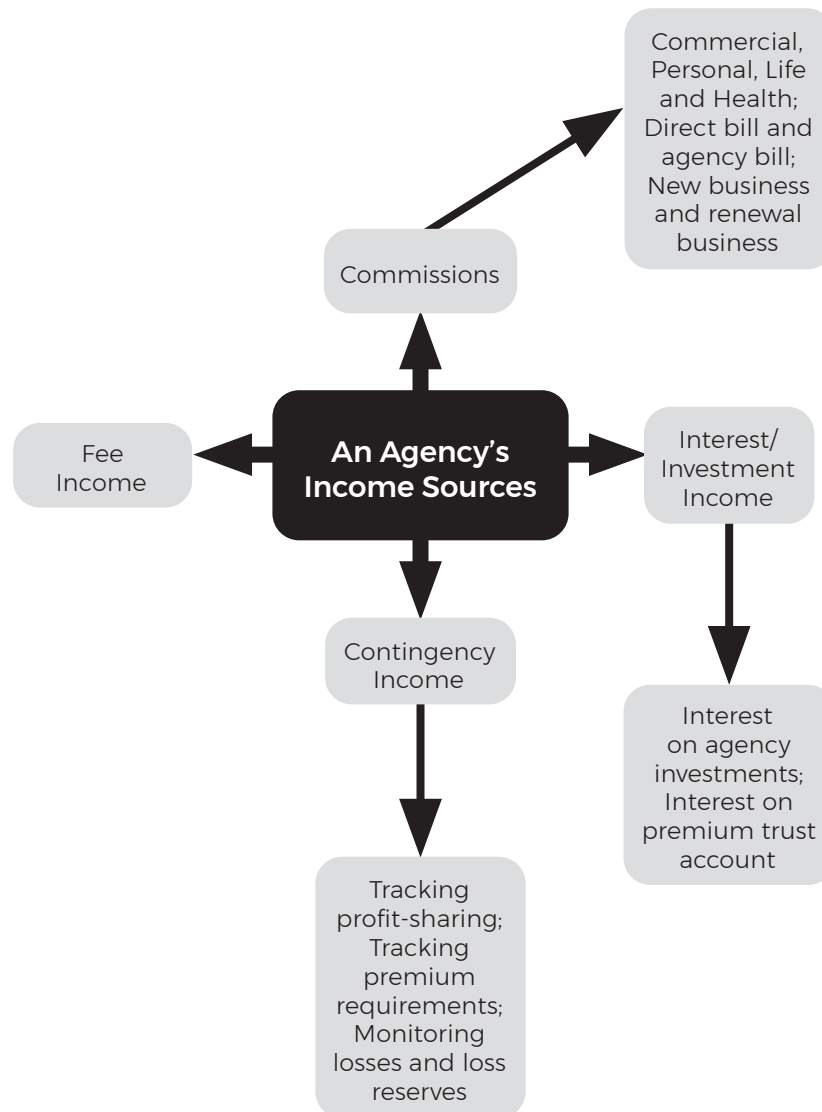 Commercial,
Personal, Life
and Health;
Direct bill and
agency bill;
New business
and renewal
business
Commissions
Fee
Income
An Agency’s
Income Sources
Interest/
Investment
Income
Contingency
Income
Interest
on agency
investments;
Interest on
premium trust
account
Tracking
profit-sharing;
Tracking
premium
requirements;
Monitoring
losses and loss
reserves